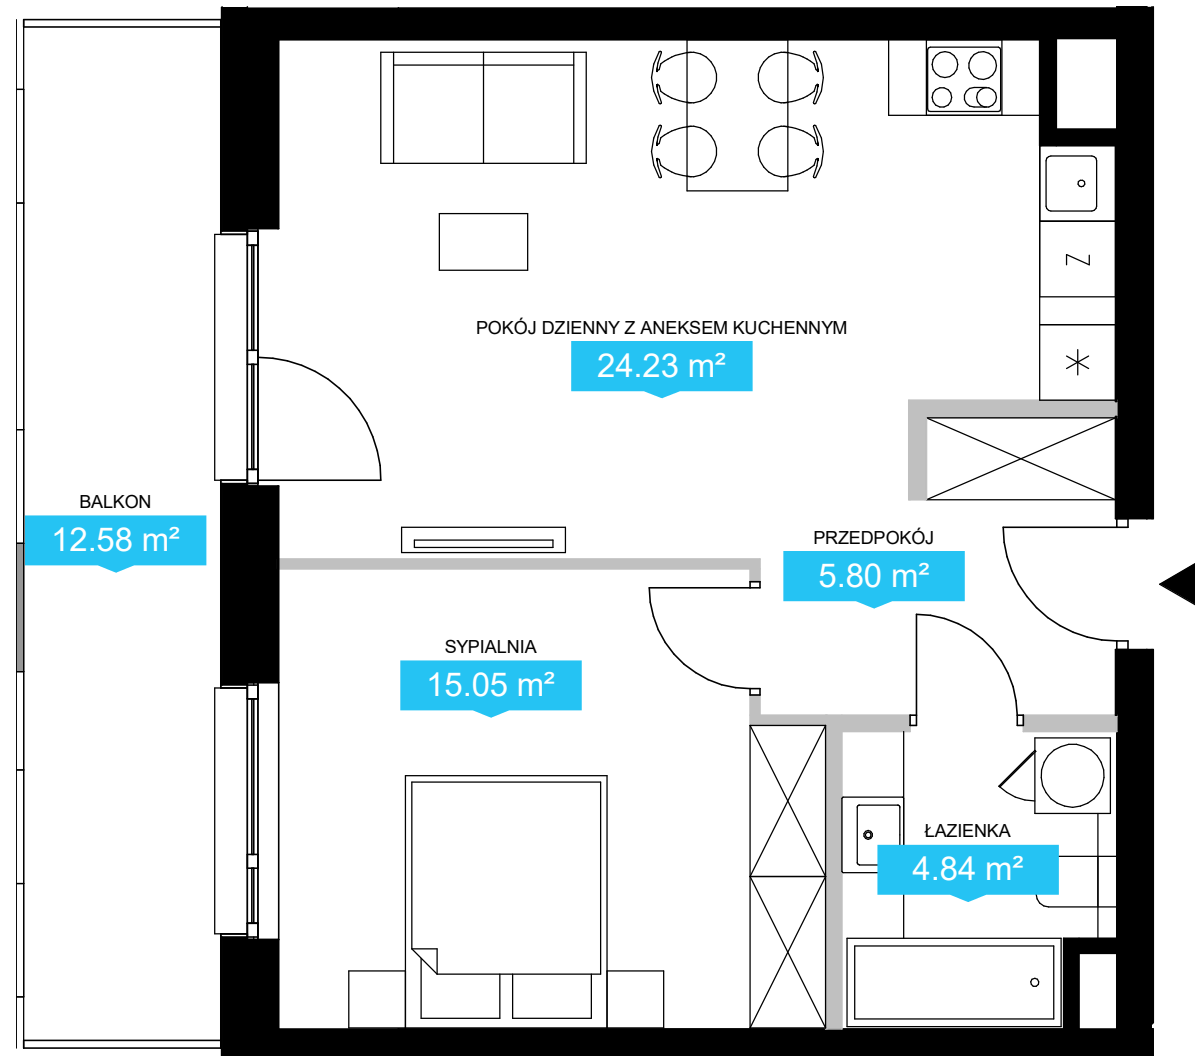 POKÓJ DZIENNY Z ANEKSEM KUCHENNYM
24.23 m²
Z
BALKON
12.58 m²
PRZEDPOKÓJ
5.80 m²
SYPIALNIA
15.05 m²
ŁAZIENKA
4.84 m²